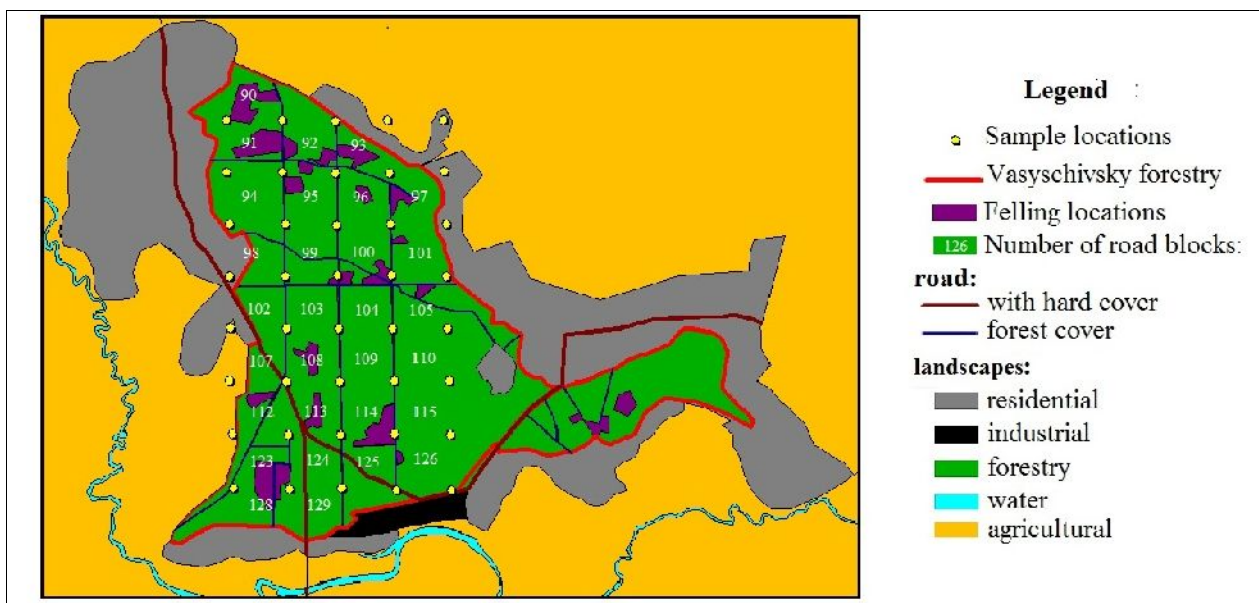 90
91 92 93
94 95 96 97
98 99 100 101
102 103 104 105
107 108 109 110
112 113 114 115
123 124 125 126
128 129
Legend :
Sample locations
Vasyschivsky forestry
Felling locations
126 Number of road blocks:
road:
with hard cover
forest cover
landscapes:
residential
industrial
forestry
water
agricultural